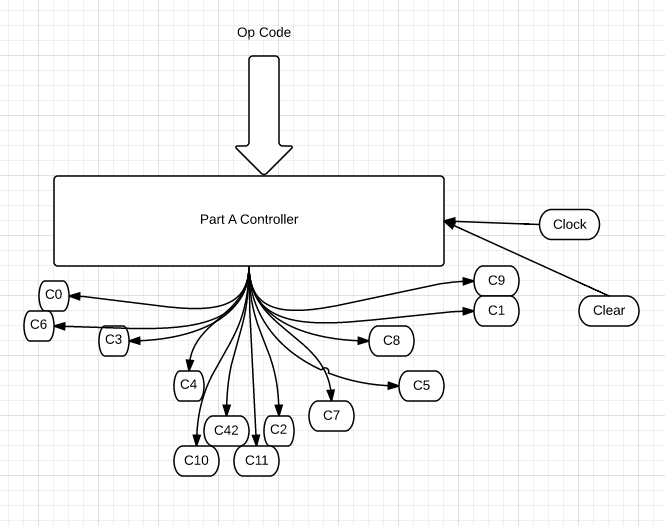 Op Code
Part A Controller
Clock
C9
C0
C1
Clear
C6
C3
C8
C4
C5
C7
C42
C2
C10
C11